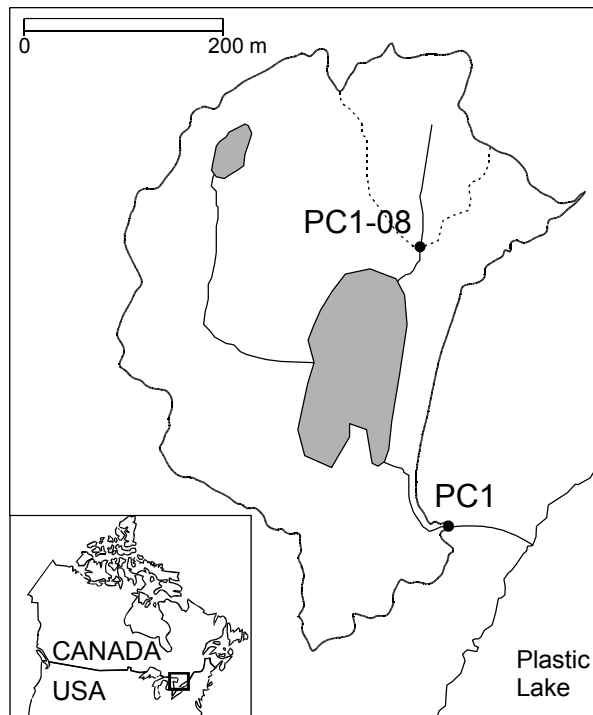 0 200 m
PC1-08
PC1
CANADA
USA
Plastic
Lake